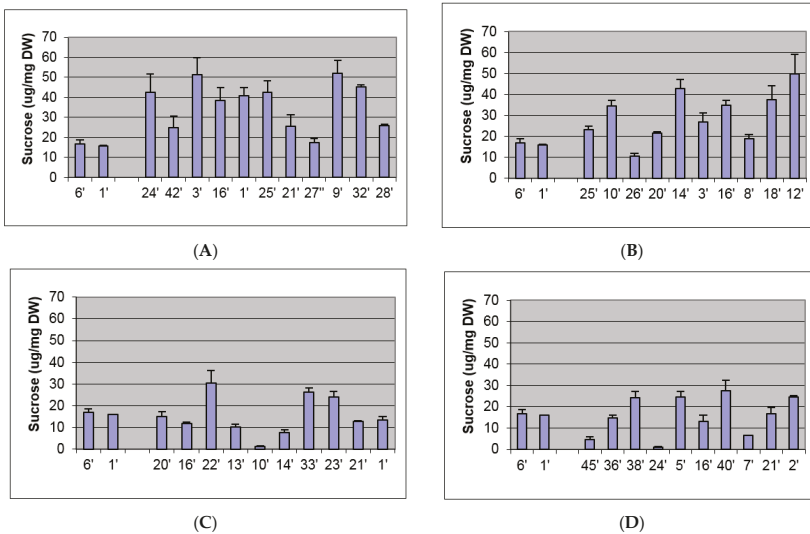 Sucrose (ug/mg DW)
70
60
50
40
30
20
10
0
6' 1' 24' 42' 3' 16' 1' 25' 21' 27" 9' 32' 28'
(A)
Sucrose (ug/mg DW)
70
60
50
40
30
20
10
0
6' 1' 25' 10' 26' 20' 14' 3' 16' 8' 18' 12'
(B)
Sucrose (ug/mg DW)
70
60
50
40
30
20
10
0
6' 1' 20' 16' 22' 13' 10' 14' 33' 23' 21' 1'
(C)
Sucrose (ug/mg DW)
70
60
50
40
30
20
10
0
6' 1' 45' 36' 38' 24' 5' 16' 40' 7' 21' 2'
(D)